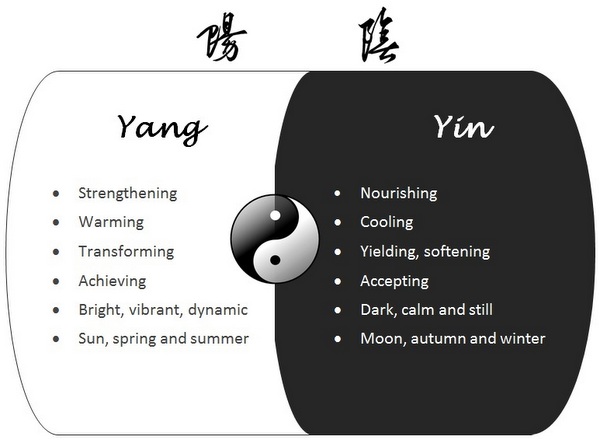 陽 陰
Yang
• Strengthening
• Warming
• Transforming
• Achieving
• Bright, vibrant, dynamic
• Sun, spring and summer
Yin
• Nourishing
• Cooling
• Yielding, softening
• Accepting
• Dark, calm and still
• Moon, autumn and winter